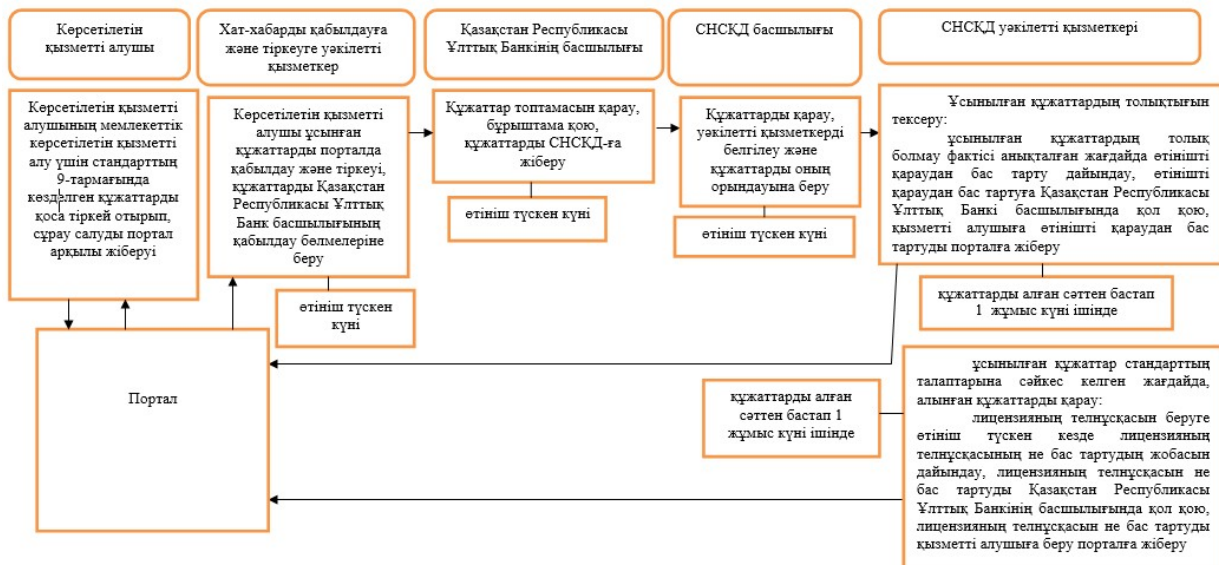 Көрсетілетін
қызметті алушы
Хат-хабарды қабылдауға
және тіркеуге уәкілетті
қызметкер
Қазақстан Республикасы
Ұлттық Банкінің басшылығы
СНСҚД басшылығы
СНСҚД уәкілетті қызметкері
Көрсетілетін қызметті
алушының мемлекеттік
көрсетілетін қызметті
алу үшін стандарттың
9-тармағында
көзделген құжаттарды
қоса тіркей отырып,
сұрау салуды портал
арқылы жіберуі
Көрсетілетін қызметті
алушы ұсынған
құжаттарды порталда
қабылдау және тіркеуі,
құжаттарды Қазақстан
Республикасы Ұлттық
Банк басшылығының
қабылдау бөлмелеріне
беру
Құжаттар топтамасын қарау,
бұрыштама қою,
құжаттарды СНСҚД-ға
жіберу
Құжаттарды қарау,
уәкілетті қызметкерді
белгілеу және
құжаттарды оның
орындауына беру
Ұсынылған құжаттардың толықтығын
тексеру:
ұсынылған құжаттардың толық
болмау фактісі анықталған жағдайда өтінішті
қараудан бас тарту дайындау, өтінішті
қараудан бас тартуға Қазақстан Республикасы
Ұлттық Банкі басшылығында қол қою,
қызметті алушыға өтінішті қараудан бас
тартуды порталға жіберу
өтініш түскен
күні
өтініш түскен күні
өтініш түскен күні
құжаттарды алған сәттен бастап
1 жұмыс күні ішінде
Портал
құжаттарды алған
сәттен бастап 1
жұмыс күні ішінде
ұсынылған құжаттар стандарттың
талаптарына сәйкес келген жағдайда,
алынған құжаттарды қарау:
лицензияның телнұсқасын беруге
өтініш түскен кезде лицензияның
телнұсқасының не бас тартудың жобасын
дайындау, лицензияның телнұсқасын не
бас тартуды Қазақстан Республикасы
Ұлттық Банкінің басшылығында қол қою,
лицензияның телнұсқасын не бас тартуды
қызметті алушыға беру порталға жіберу